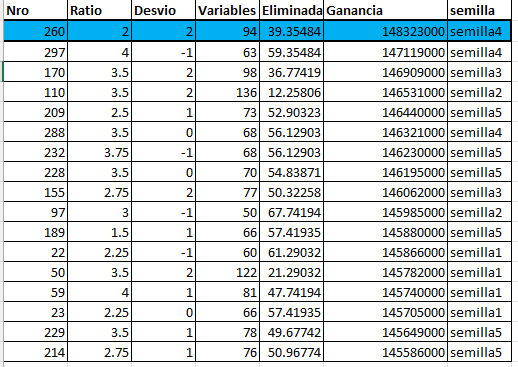 Nro Ratio Desvio Variables Eliminada Ganancia semilla
260 2 2 94 39.35484 148323000 semilla4
297 4 -1 63 59.35484 147119000 semilla4
170 3.5 2 98 36.77419 146909000 semilla3
110 3.5 2 136 12.25806 146531000 semilla2
209 2.5 1 73 52.90323 146440000 semilla5
288 3.5 0 68 56.12903 146321000 semilla4
232 3.75 -1 68 56.12903 146230000 semilla5
228 3.5 0 70 54.83871 146195000 semilla5
155 2.75 2 77 50.32258 146062000 semilla3
97 3 -1 50 67.74194 145985000 semilla2
189 1.5 1 66 57.41935 145880000 semilla5
22 2.25 -1 60 61.29032 145866000 semilla1
50 3.5 2 122 21.29032 145782000 semilla1
59 4 1 81 47.74194 145740000 semilla1
23 2.25 0 66 57.41935 145705000 semilla1
229 3.5 1 78 49.67742 145649000 semilla5
214 2.75 1 76 50.96774 145586000 semilla5